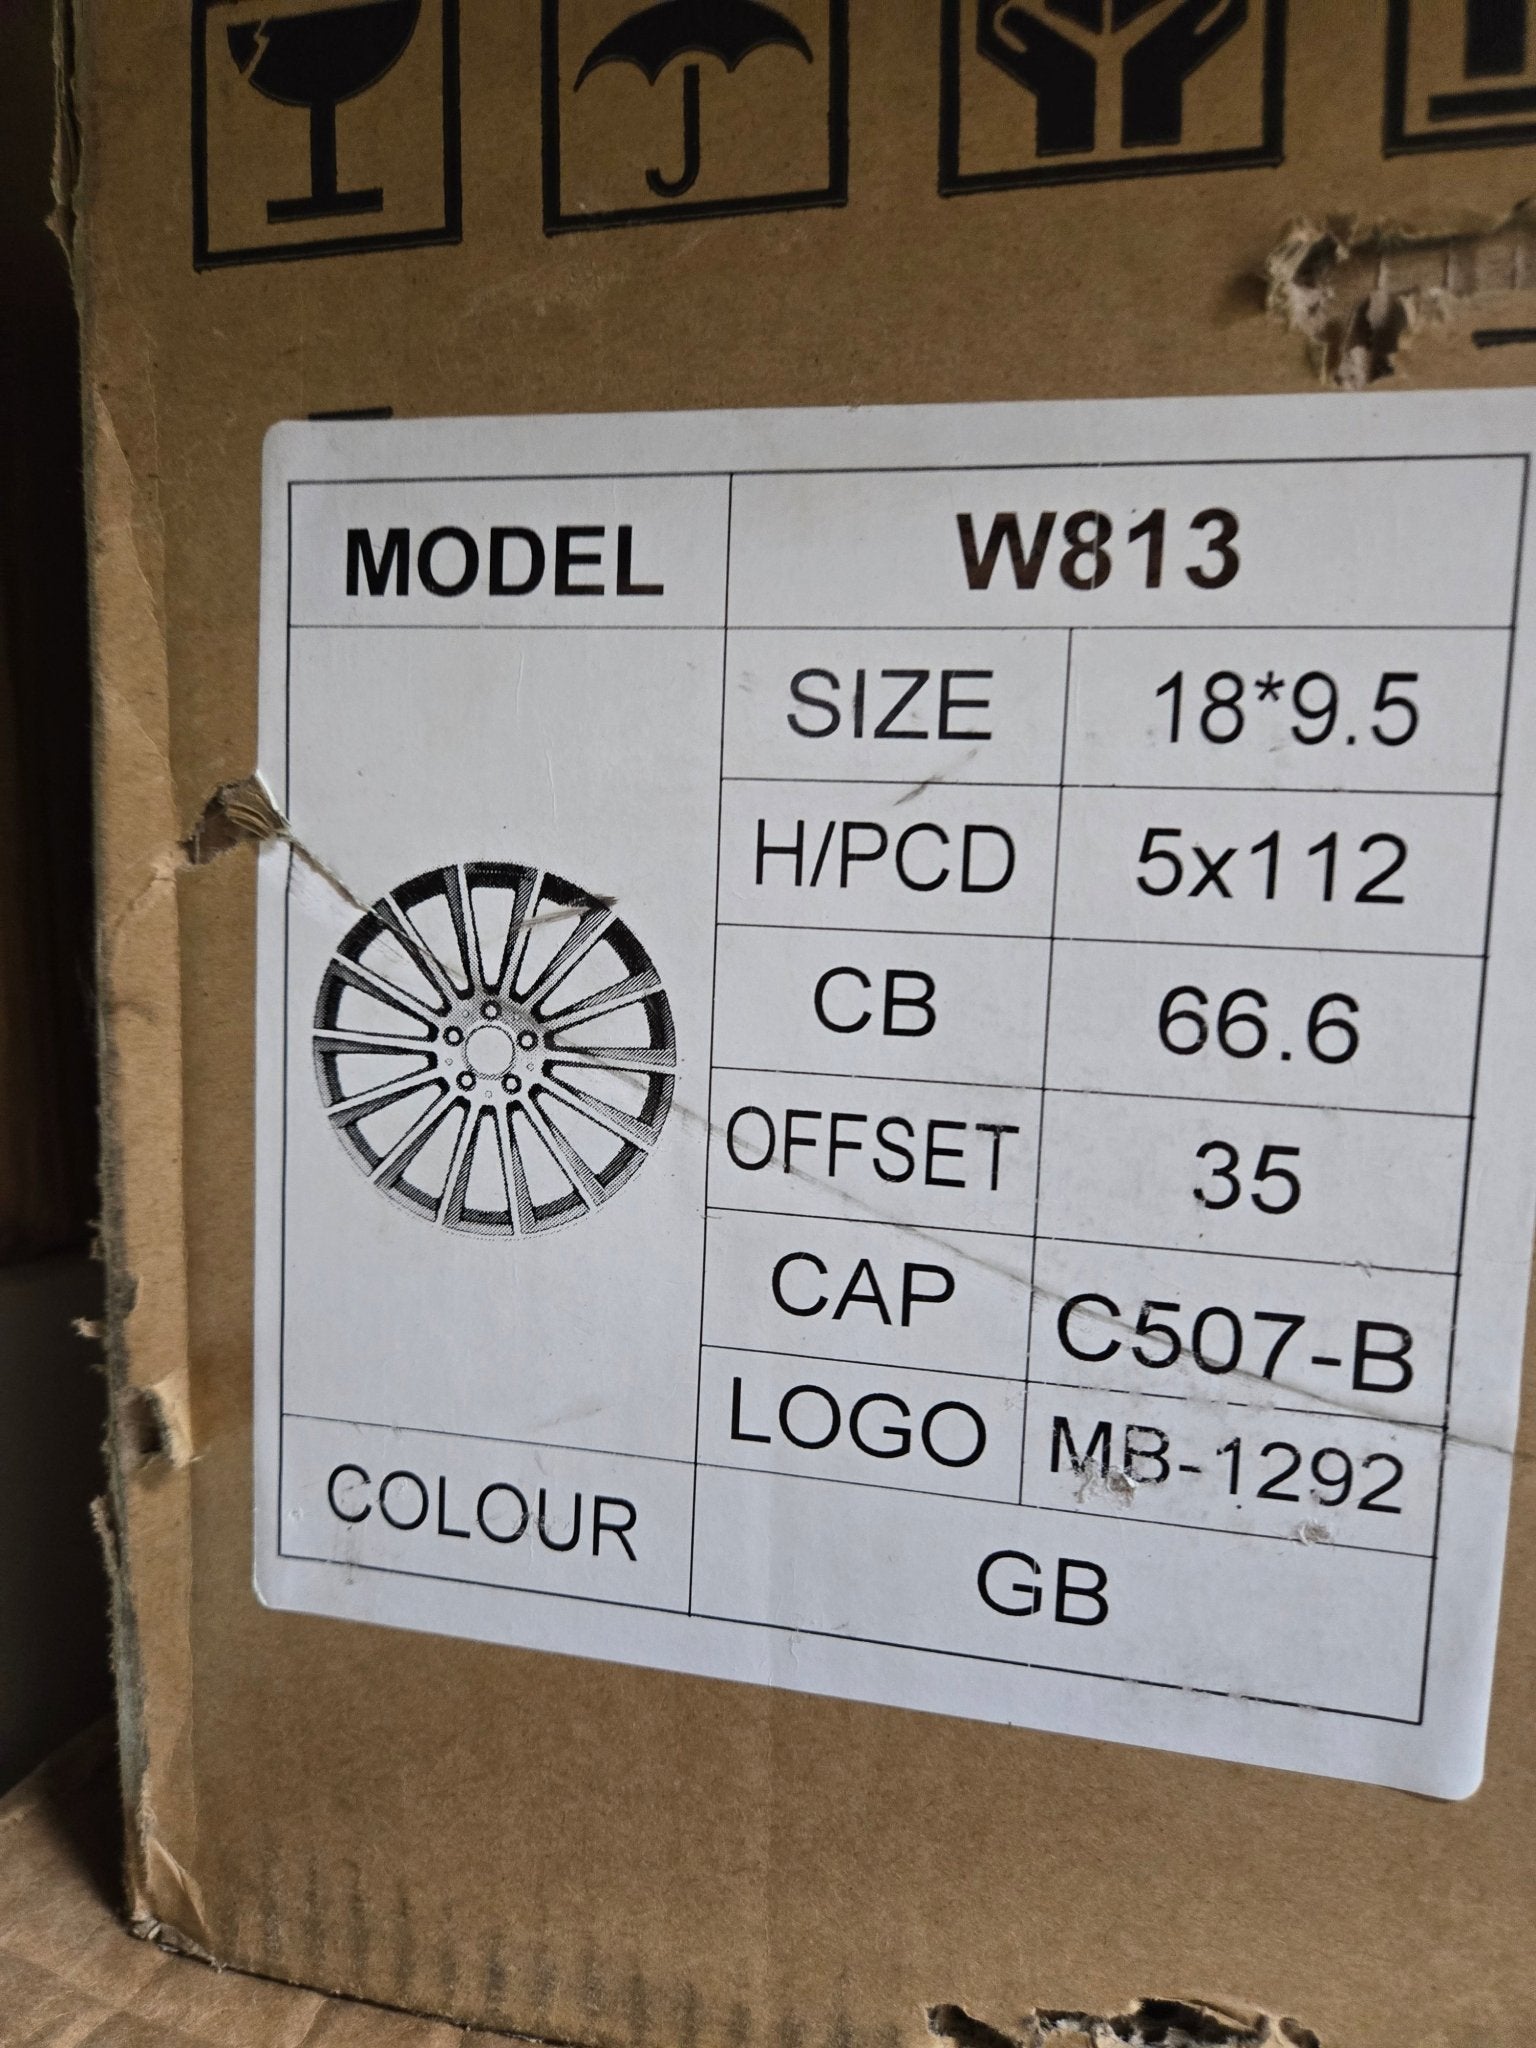 MODEL W813
SIZE 18*9.5
H/PCD 5x112
CB 66.6
OFFSET 35
CAP C507-B
LOGO MB-1292
COLOUR GB